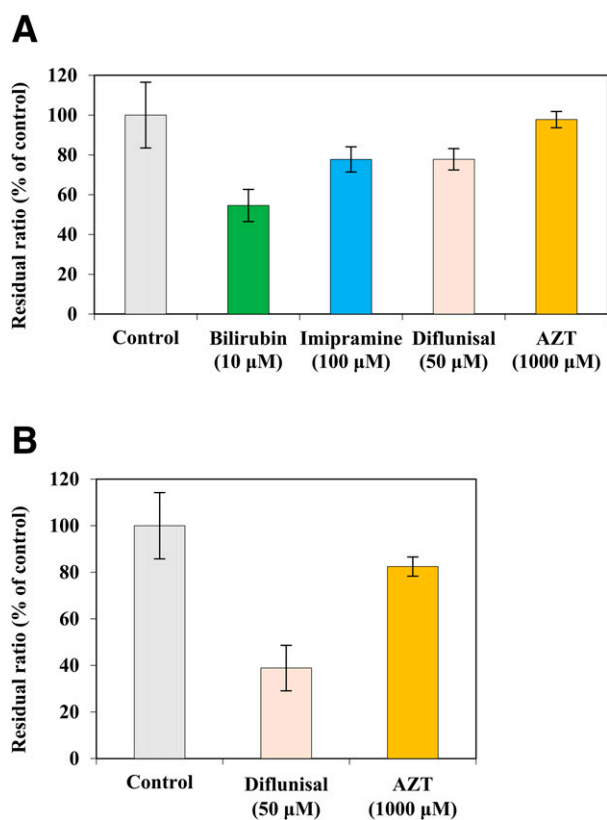 A
Residual ratio (% of control)
120
100
80
60
40
20
0
Control Bilirubin Imipramine Diflunisal AZT
(10 μM) (100 μM) (50 μM) (1000 μM)
B
Residual ratio (% of control)
120
100
80
60
40
20
0
Control Diflunisal AZT
(50 μM) (1000 μM)